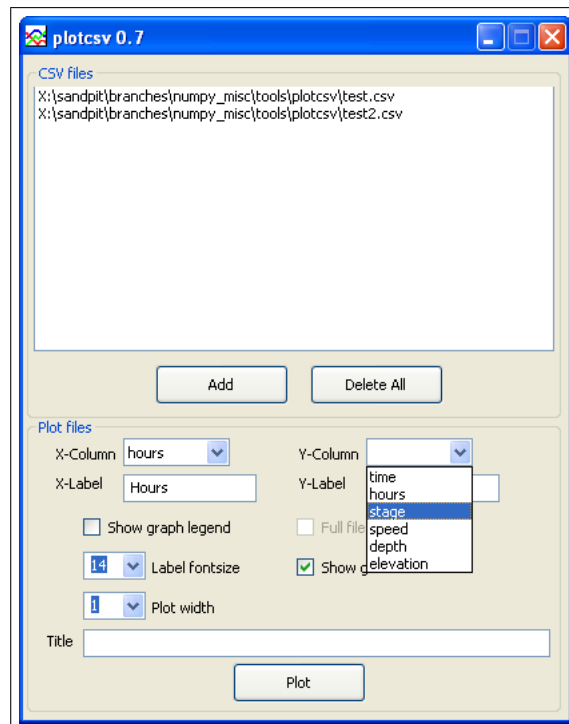 plotcsv 0.7
CSV files
X:\sandpit\branches\numpy_misc\tools\plotcsv\test.csv
X:\sandpit\branches\numpy_misc\tools\plotcsv\test2.csv
Add Delete All
Plot files
X-Column hours Y-Column
X-Label Hours Y-Label
time
hours
stage
speed
depth
elevation
Show graph legend Full file
14 Label fontsize Show g
1 Plot width
Title
Plot